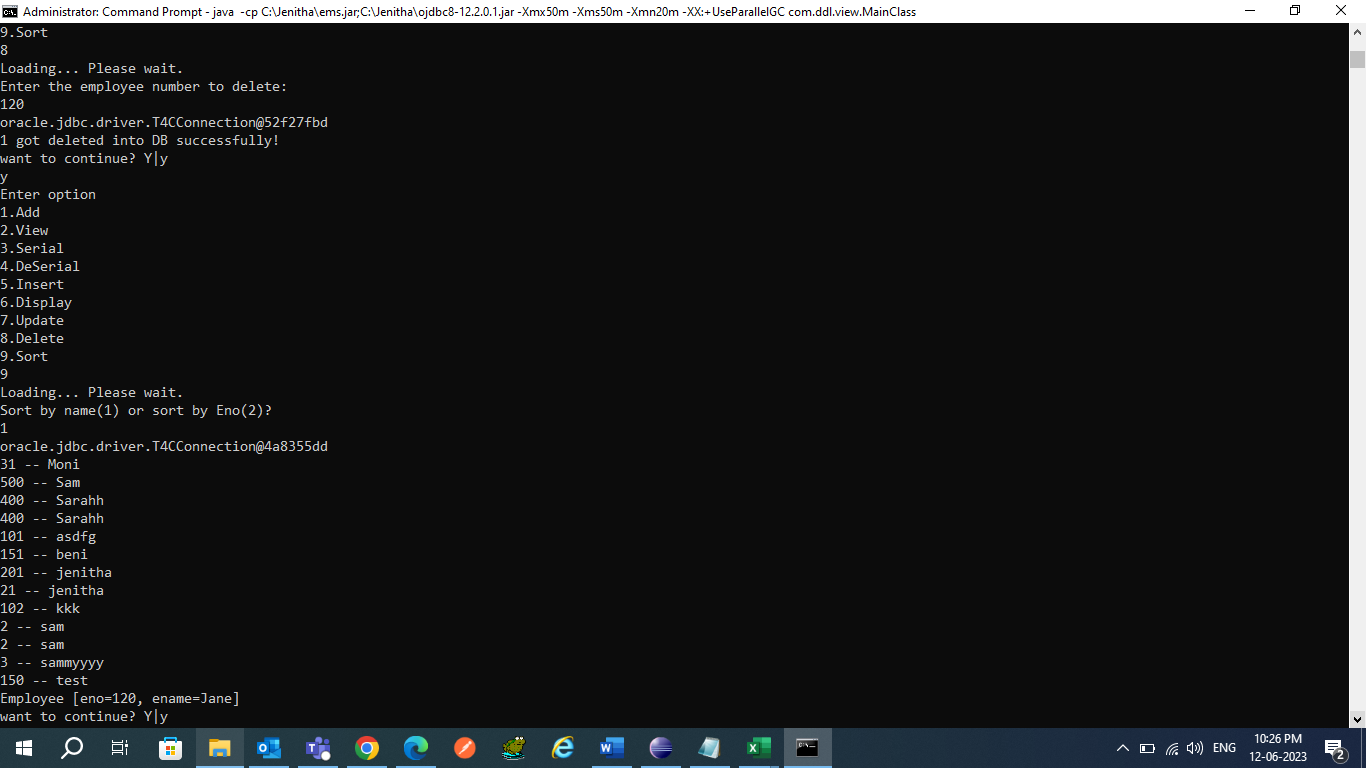 Administrator: Command Prompt - java -cp C:\Jenitha\ems.jar;C:\Jenitha\ojdbc8-12.2.0.1.jar -Xmx50m -Xms50m -Xmn20m -XX:+UseParallelGC com.ddl.view.MainClass
9.Sort
8
Loading... Please wait.
Enter the employee number to delete:
120
oracle.jdbc.driver.T4CConnection@52f27fbd
1 got deleted into DB successfully!
want to continue? Y|y
y
Enter option
1.Add
2.View
3.Serial
4.DeSerial
5.Insert
6.Display
7.Update
8.Delete
9.Sort
9
Loading... Please wait.
Sort by name(1) or sort by Eno(2)?
1
oracle.jdbc.driver.T4CConnection@4a8355dd
31 -- Moni
500 -- Sam
400 -- Sarahh
400 -- Sarahh
101 -- asdfg
151 -- beni
201 -- jenitha
21 -- jenitha
102 -- kkk
2 -- sam
2 -- sam
3 -- sammyyyy
150 -- test
Employee [eno=120, ename=Jane]
want to continue? Y|y
ENG
10:26 PM
12-06-2023
2